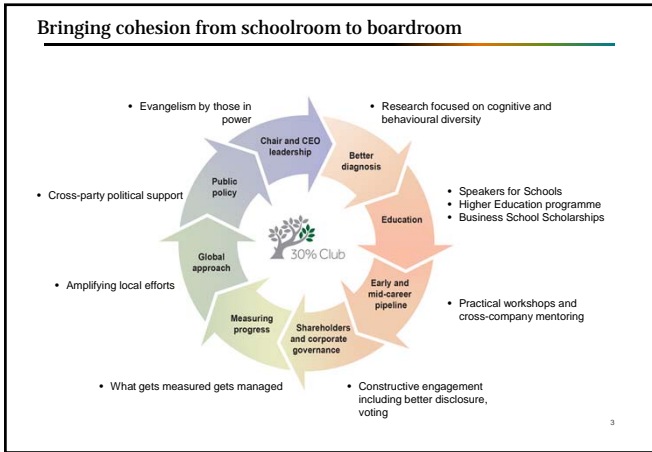 Bringing cohesion from schoolroom to boardroom
• Evangelism by those in
power
• Research focused on cognitive and
behavioural diversity
Chair and CEO
leadership
Better
diagnosis
Public
policy
• Cross-party political support
• Speakers for Schools
• Higher Education programme
• Business School Scholarships
Education
30% Club
Global
approach
• Amplifying local efforts
Early and
mid-career
pipeline
• Practical workshops and
cross-company mentoring
Measuring
progress
Shareholders
and corporate
governance
• What gets measured gets managed
• Constructive engagement
including better disclosure,
voting
3